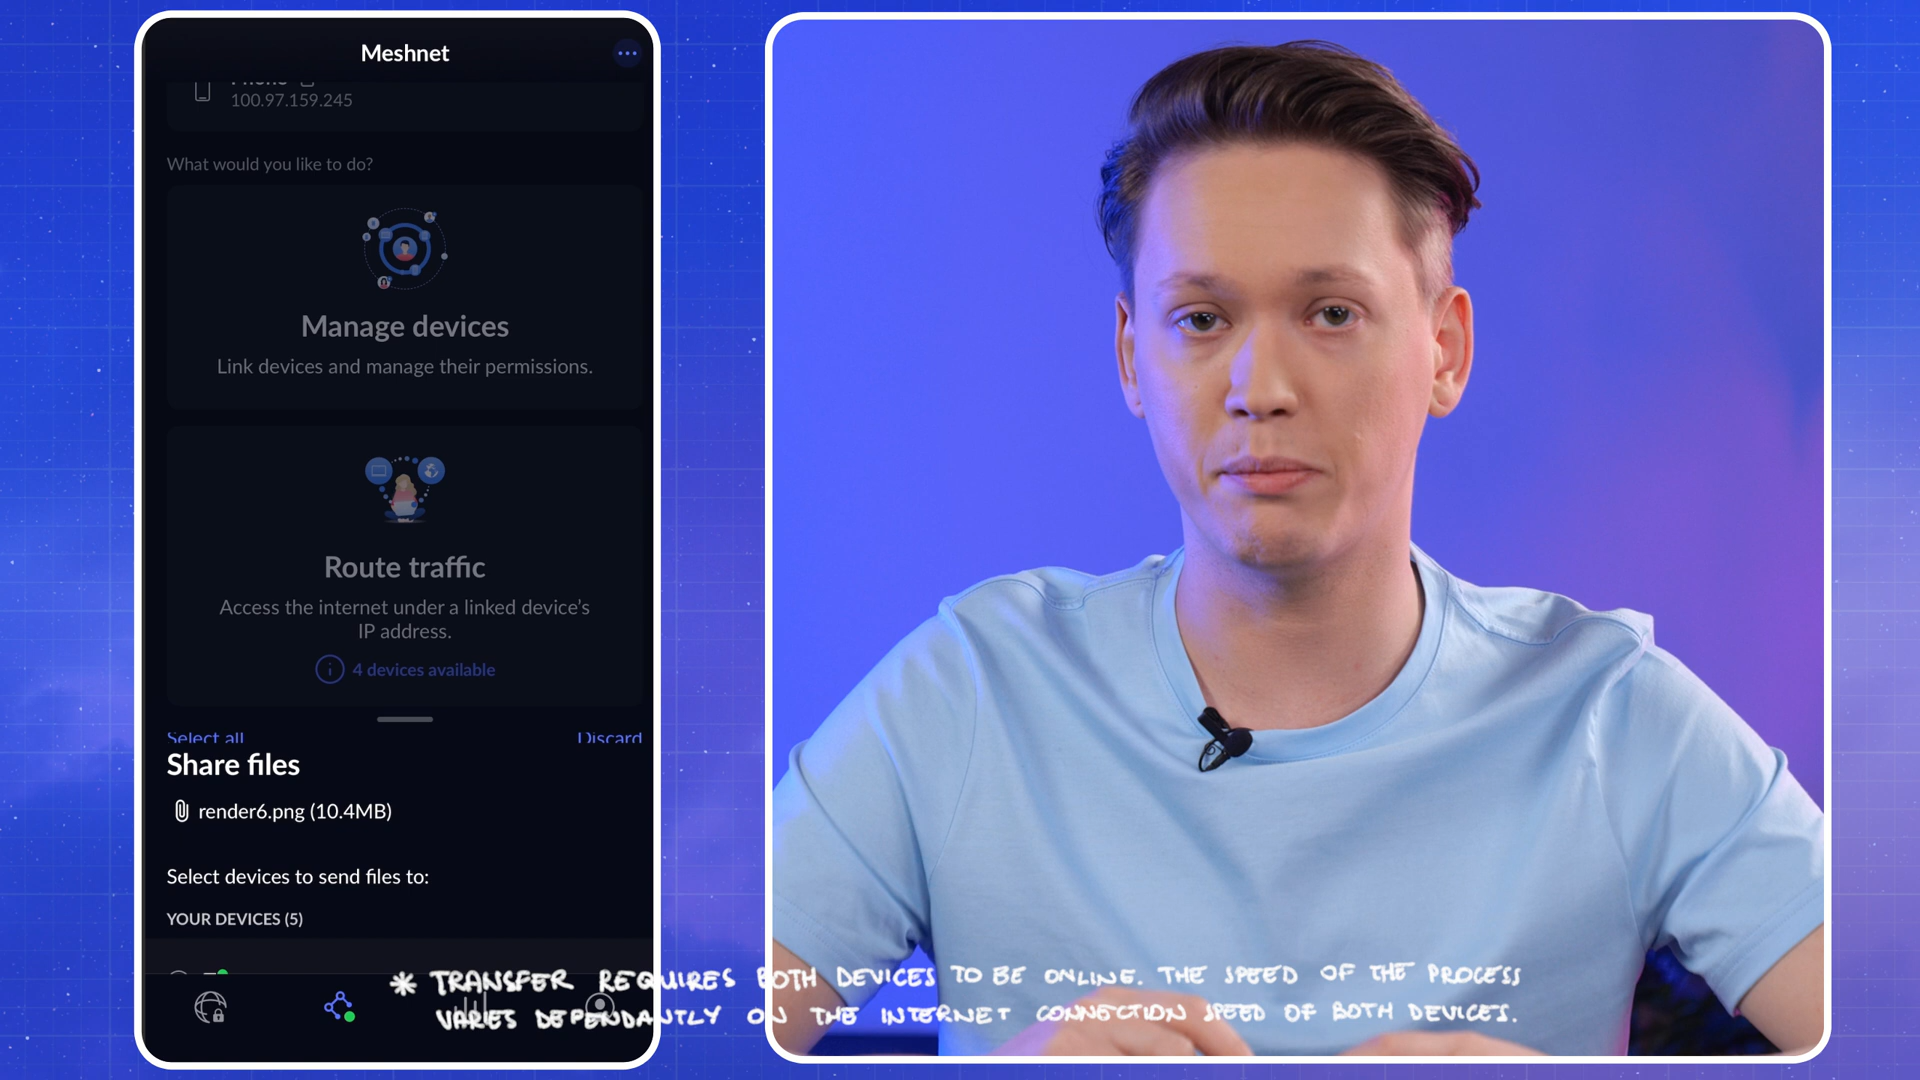 Meshnet
Phone
100.97.159.245
What would you like to do?
Manage devices
Link devices and manage their permissions.
Route traffic
Access the internet under a linked device's
IP address.
4 devices available
Select all
Discard
Share files
render6.png (10.4MB)
Select devices to send files to:
YOUR DEVICES (5)
* TRANSFER REQUIRES BOTH DEVICES TO BE ONLINE. THE SPEED OF THE PROCESS
VARIES DEPENDANTLY ON THE INTERNET CONNECTION SPEED OF BOTH DEVICES.